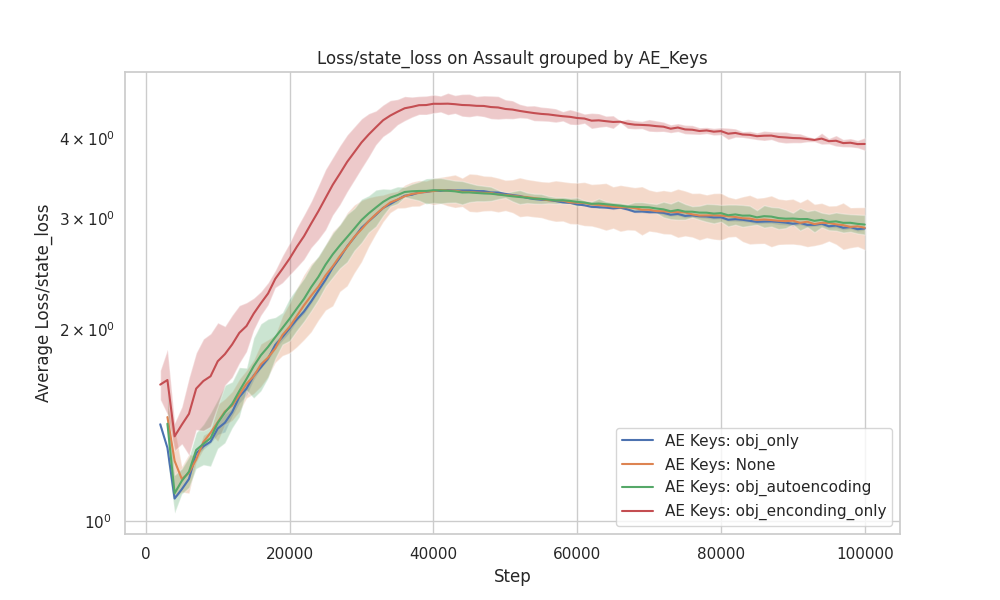 Loss/state_loss on Assault grouped by AE_Keys
Average Loss/state_loss
4 × 10⁰
3 × 10⁰
2 × 10⁰
10⁰
AE Keys: obj_only
AE Keys: None
AE Keys: obj_autoencoding
AE Keys: obj_enconding_only
0
20000
40000
60000
80000
100000
Step